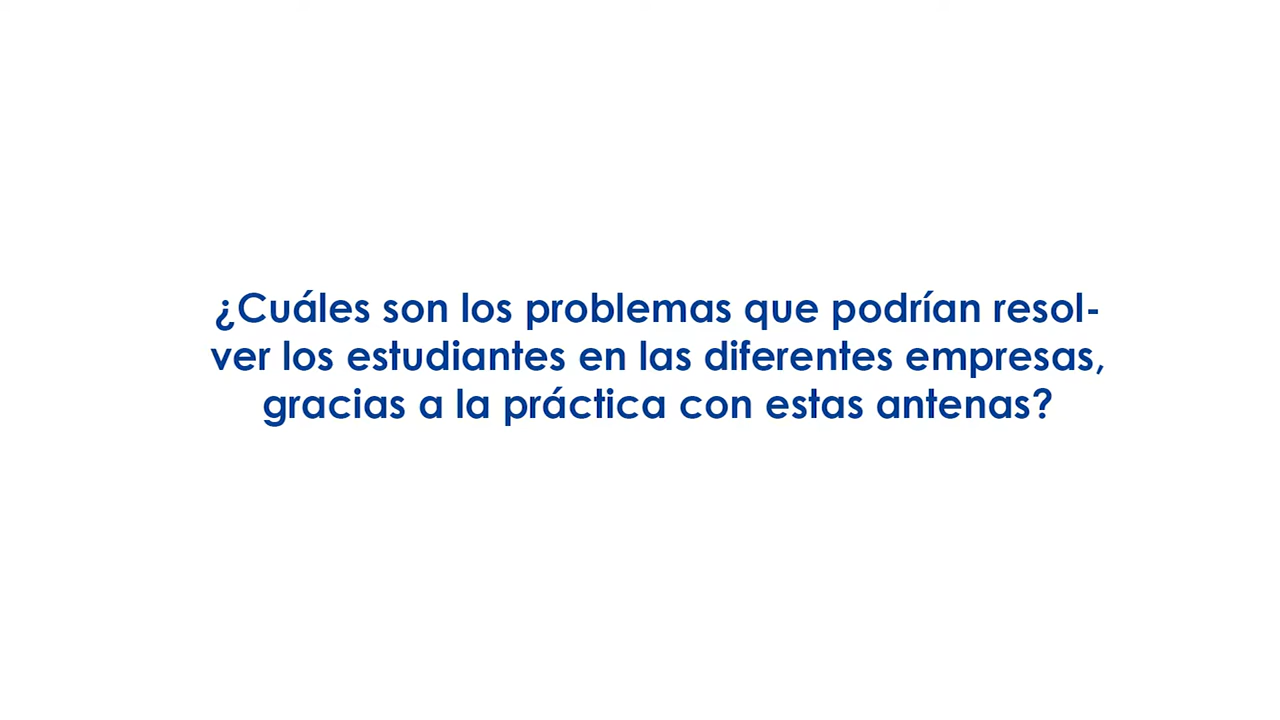 ¿Cuáles son los problemas que podrían resol-
ver los estudiantes en las diferentes empresas,
gracias a la práctica con estas antenas?